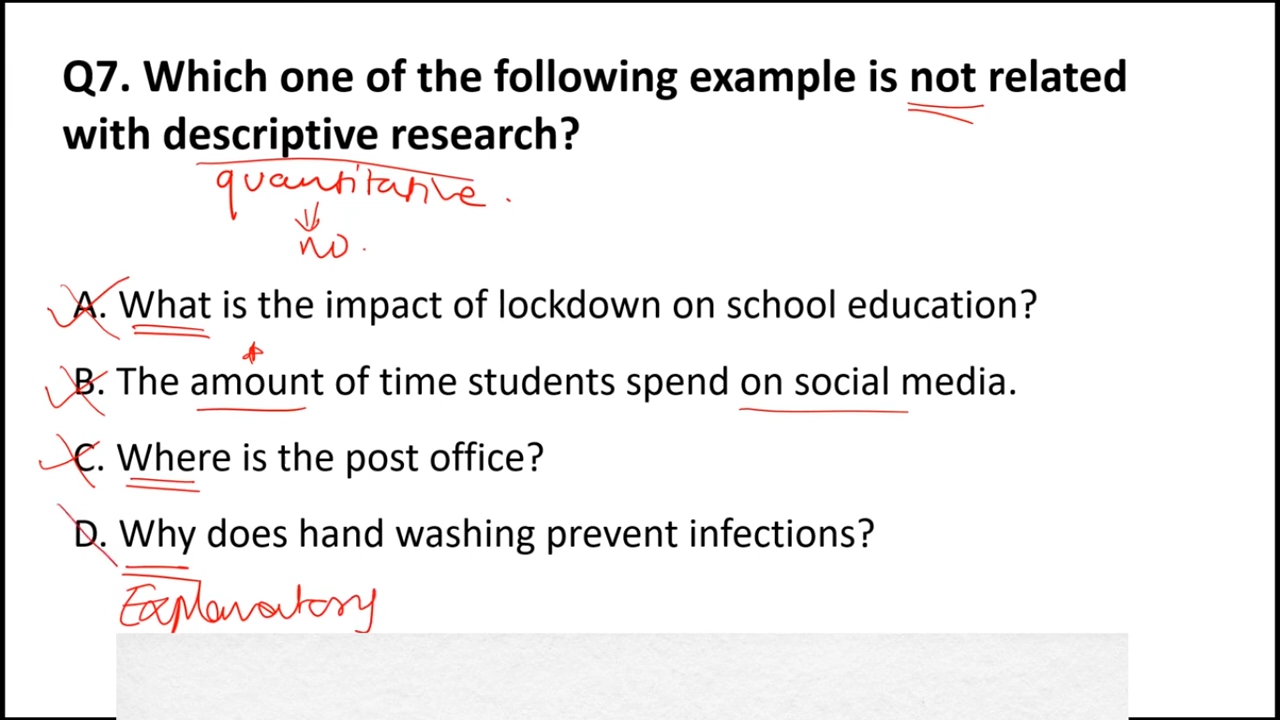 Q7. Which one of the following example is not related
with descriptive research?
quantitative.
no.
A. What is the impact of lockdown on school education?
B. The amount of time students spend on social media.
C. Where is the post office?
D. Why does hand washing prevent infections?
Explanatory